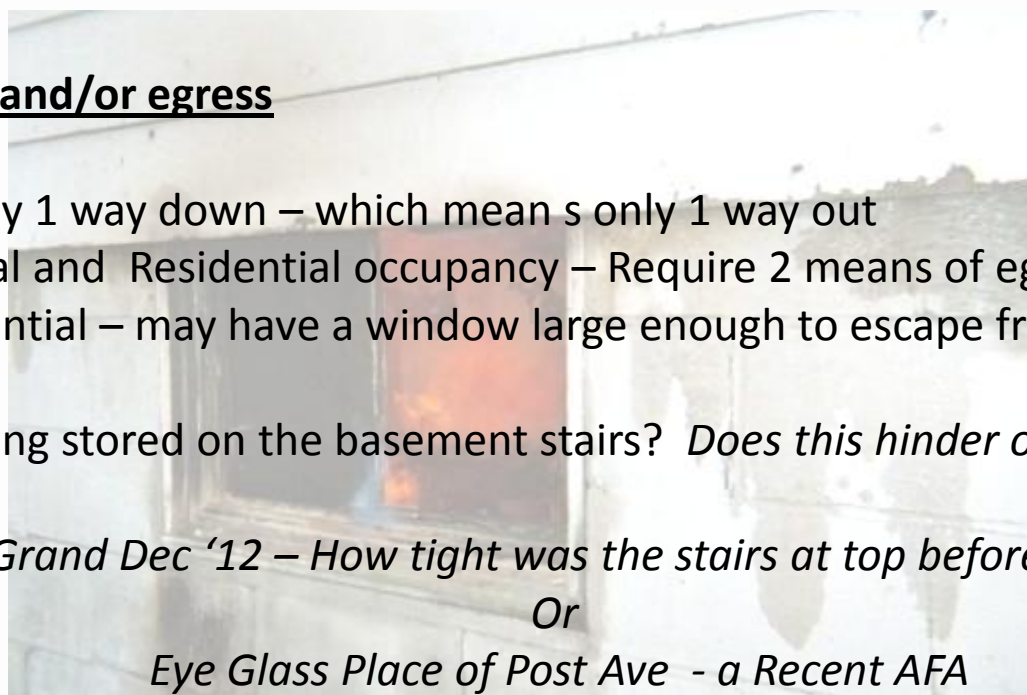 and/or egress
y 1 way down – which mean s only 1 way out
al and Residential occupancy – Require 2 means of eg
ntial – may have a window large enough to escape fr
ng stored on the basement stairs? Does this hinder o
Grand Dec ‘12 – How tight was the stairs at top before
Or
Eye Glass Place of Post Ave - a Recent AFA